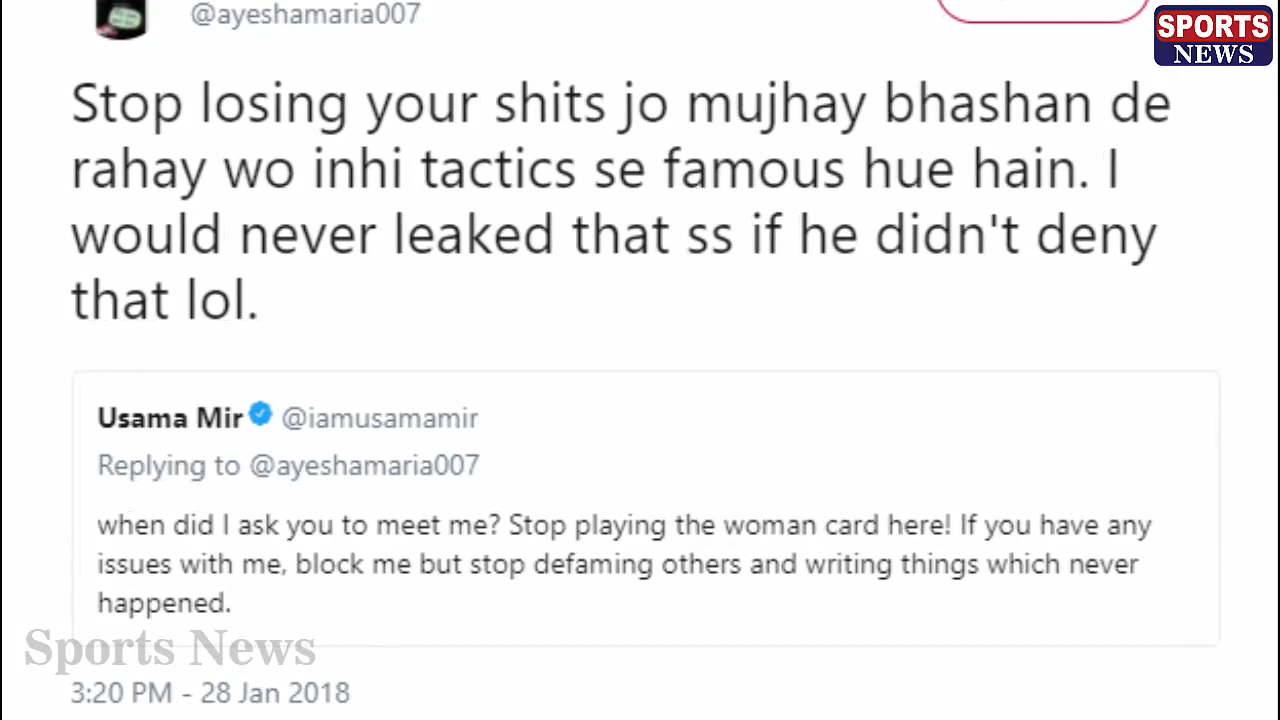 @ayeshamaria007
SPORTS
NEWS
Stop losing your shits jo mujhay bhashan de
rahay wo inhi tactics se famous hue hain. I
would never leaked that ss if he didn't deny
that lol.
Usama Mir @iamusamamir
Replying to @ayeshamaria007
when did I ask you to meet me? Stop playing the woman card here! If you have any
issues with me, block me but stop defaming others and writing things which never
happened.
Sports News
3:20 PM - 28 Jan 2018